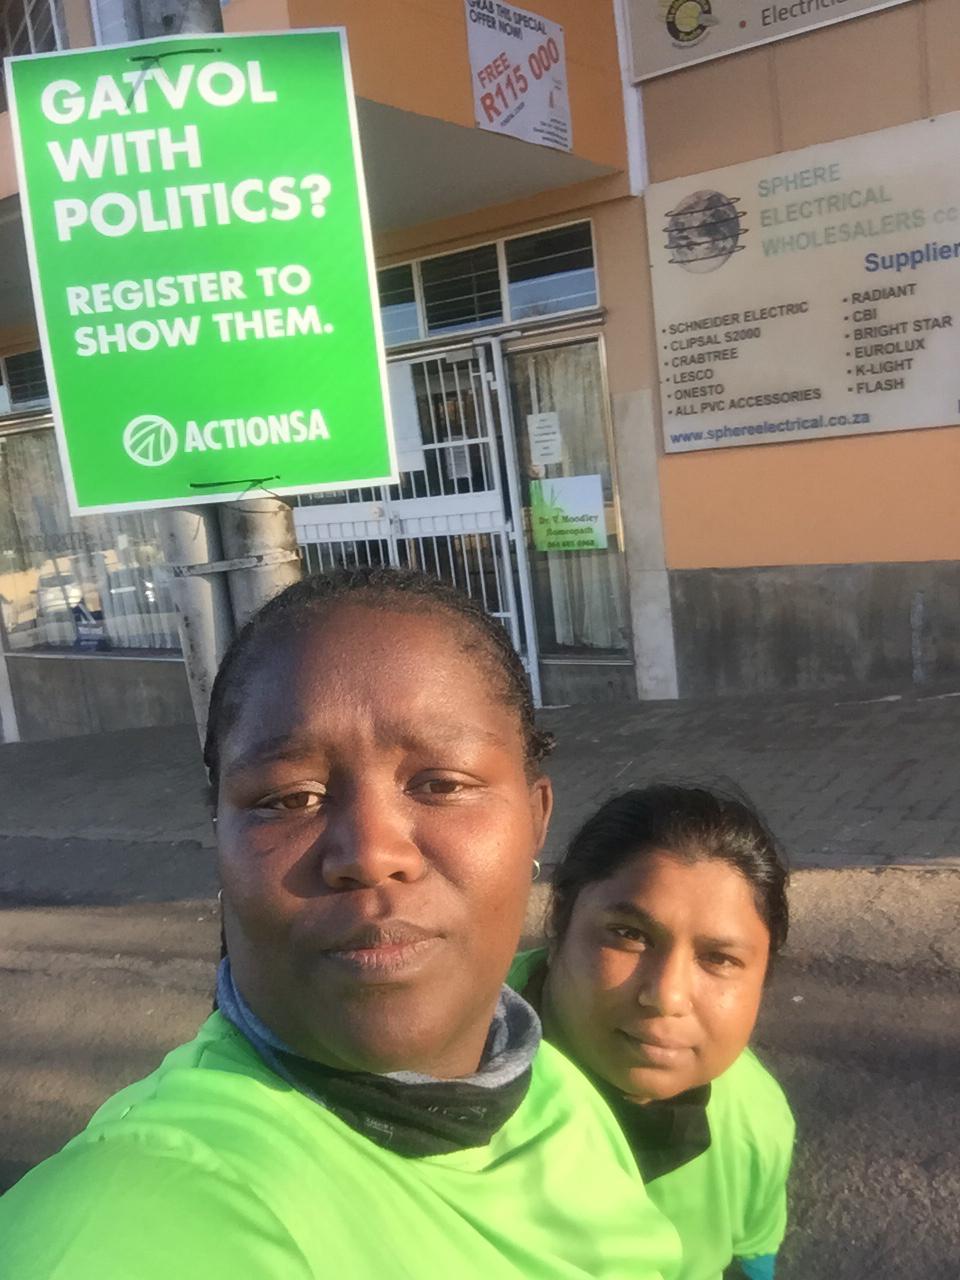 GATVOL
WITH
POLITICS?
REGISTER TO
SHOW THEM.
ACTIONSA
GRAB THIS SPECIAL
OFFER NOW!
FREE
R115 000
• Electricia
SPHERE
ELECTRICAL
WHOLESALERS CC
Supplier
• SCHNEIDER ELECTRIC
• CLIPSAL S2000
• CRABTREE
• LESCO
• ONESTO
• ALL PVC ACCESSORIES
• RADIANT
• CBI
• BRIGHT STAR
• EUROLUX
• K-LIGHT
• FLASH
www.sphereelectrical.co.za
Dr. V Moodley
Homeopath